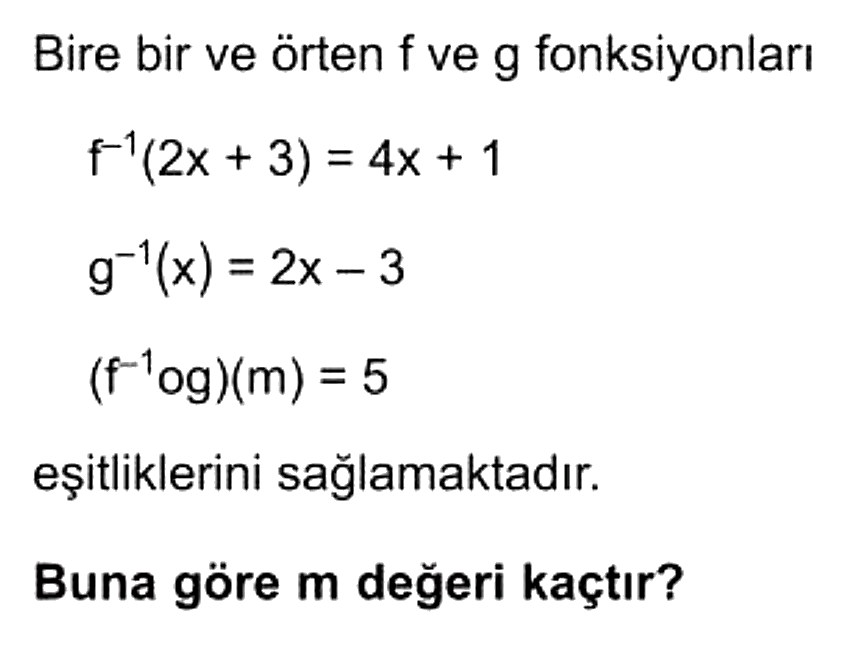 Bire bir ve örten f ve g fonksiyonları
f⁻¹(2x + 3) = 4x + 1
g⁻¹(x) = 2x – 3
(f⁻¹og)(m) = 5
eşitliklerini sağlamaktadır.
Buna göre m değeri kaçtır?